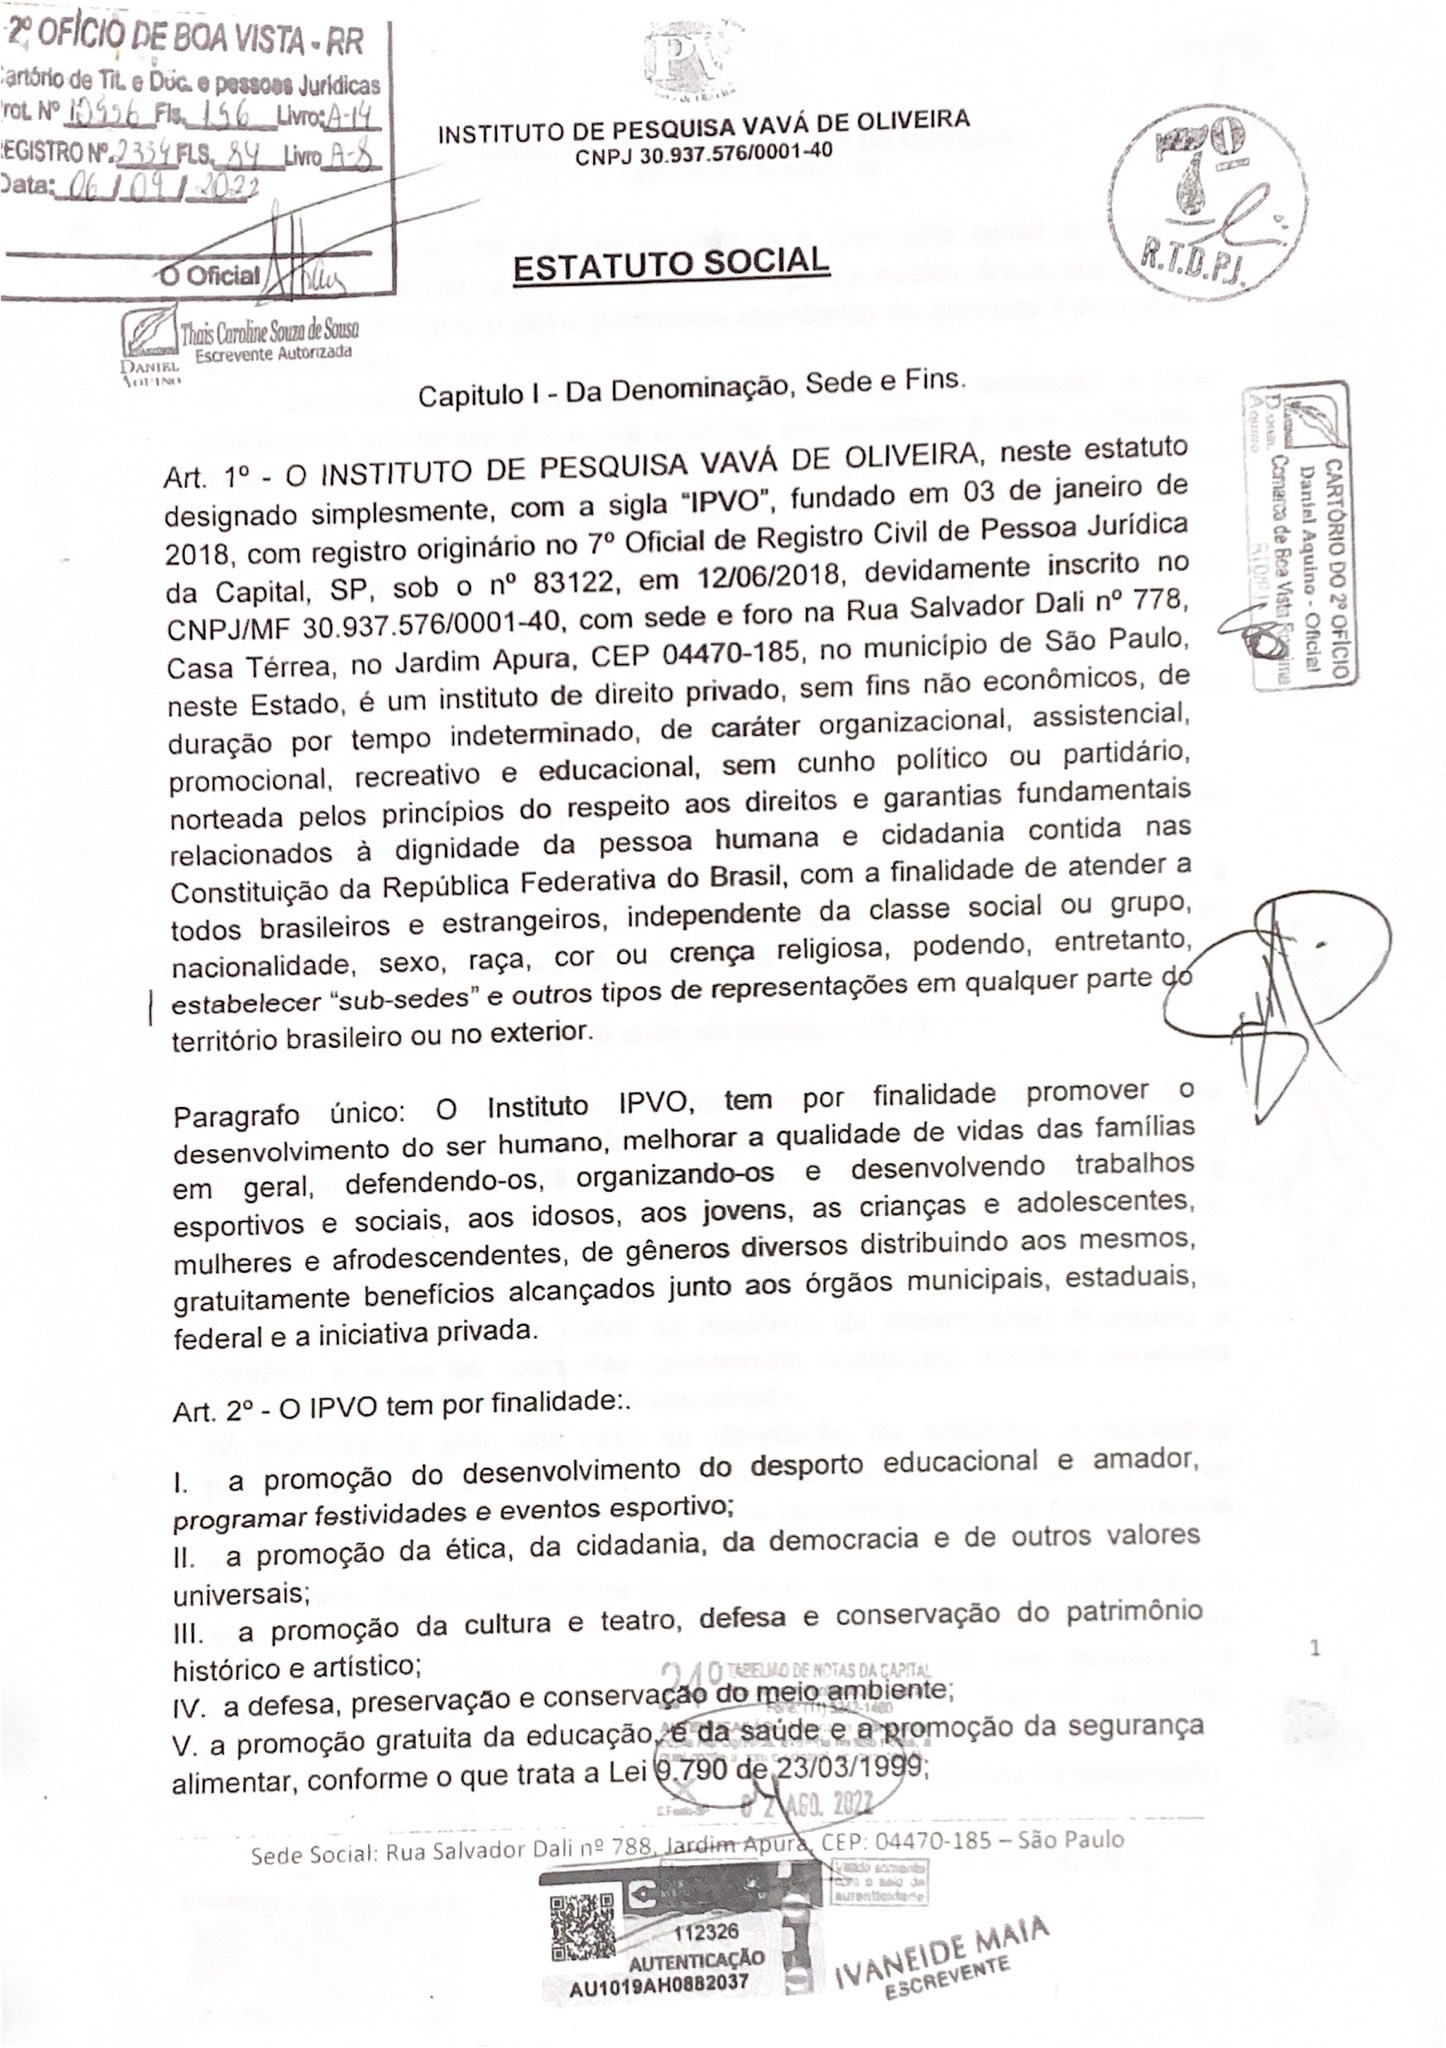 2º OFÍCIO DE BOA VISTA - RR
Cartório de Tit. e Doc. e pessoas Jurídicas
Fls. 156 Livro: A-14
REGISTRO Nº 2334 FLS. 84 Livro A-8
Data: 06/09/2022
O Oficial
Thais Caroline Souza de Sousa
Escrevente Autorizada
DANIEL
AQUINO
PV
INSTITUTO DE PESQUISA VAVÁ DE OLIVEIRA
CNPJ 30.937.576/0001-40
7º
R.T.D.P.J.
ESTATUTO SOCIAL
Capitulo I - Da Denominação, Sede e Fins.
CARTÓRIO DO 2º OFÍCIO
Daniel Aquino - Oficial
Comarca de Boa Vista
DANIEL
AQUINO
Art. 1º - O INSTITUTO DE PESQUISA VAVÁ DE OLIVEIRA, neste estatuto
designado simplesmente, com a sigla "IPVO", fundado em 03 de janeiro de
2018, com registro originário no 7º Oficial de Registro Civil de Pessoa Jurídica
da Capital, SP, sob o nº 83122, em 12/06/2018, devidamente inscrito no
CNPJ/MF 30.937.576/0001-40, com sede e foro na Rua Salvador Dali nº 778,
Casa Térrea, no Jardim Apura, CEP 04470-185, no município de São Paulo,
neste Estado, é um instituto de direito privado, sem fins não econômicos, de
duração por tempo indeterminado, de caráter organizacional, assistencial,
promocional, recreativo e educacional, sem cunho político ou partidário,
norteada pelos princípios do respeito aos direitos e garantias fundamentais
relacionados à dignidade da pessoa humana e cidadania contida nas
Constituição da República Federativa do Brasil, com a finalidade de atender a
todos brasileiros e estrangeiros, independente da classe social ou grupo,
nacionalidade, sexo, raça, cor ou crença religiosa, podendo, entretanto,
estabelecer "sub-sedes" e outros tipos de representações em qualquer parte do
território brasileiro ou no exterior.
Paragrafo único: O Instituto IPVO, tem por finalidade promover o
desenvolvimento do ser humano, melhorar a qualidade de vidas das famílias
em geral, defendendo-os, organizando-os e desenvolvendo trabalhos
esportivos e sociais, aos idosos, aos jovens, as crianças e adolescentes,
mulheres e afrodescendentes, de gêneros diversos distribuindo aos mesmos,
gratuitamente benefícios alcançados junto aos órgãos municipais, estaduais,
federal e a iniciativa privada.
Art. 2º - O IPVO tem por finalidade:.
I. a promoção do desenvolvimento do desporto educacional e amador,
programar festividades e eventos esportivo;
II. a promoção da ética, da cidadania, da democracia e de outros valores
universais;
III. a promoção da cultura e teatro, defesa e conservação do patrimônio
histórico e artístico;
1
24º TABELIÃO DE NOTAS DA CAPITAL
IV. a defesa, preservação e conservação do meio ambiente;
V. a promoção gratuita da educação, e da saúde e a promoção da segurança
alimentar, conforme o que trata a Lei 9.790 de 23/03/1999;
AGO. 2022
Sede Social: Rua Salvador Dali nº 788, Jardim Apura, CEP: 04470-185 – São Paulo
Válido somente
com o selo de
autenticidade
112326
AUTENTICAÇÃO
AU1019AH0882037
IVANEIDE MAIA
ESCREVENTE